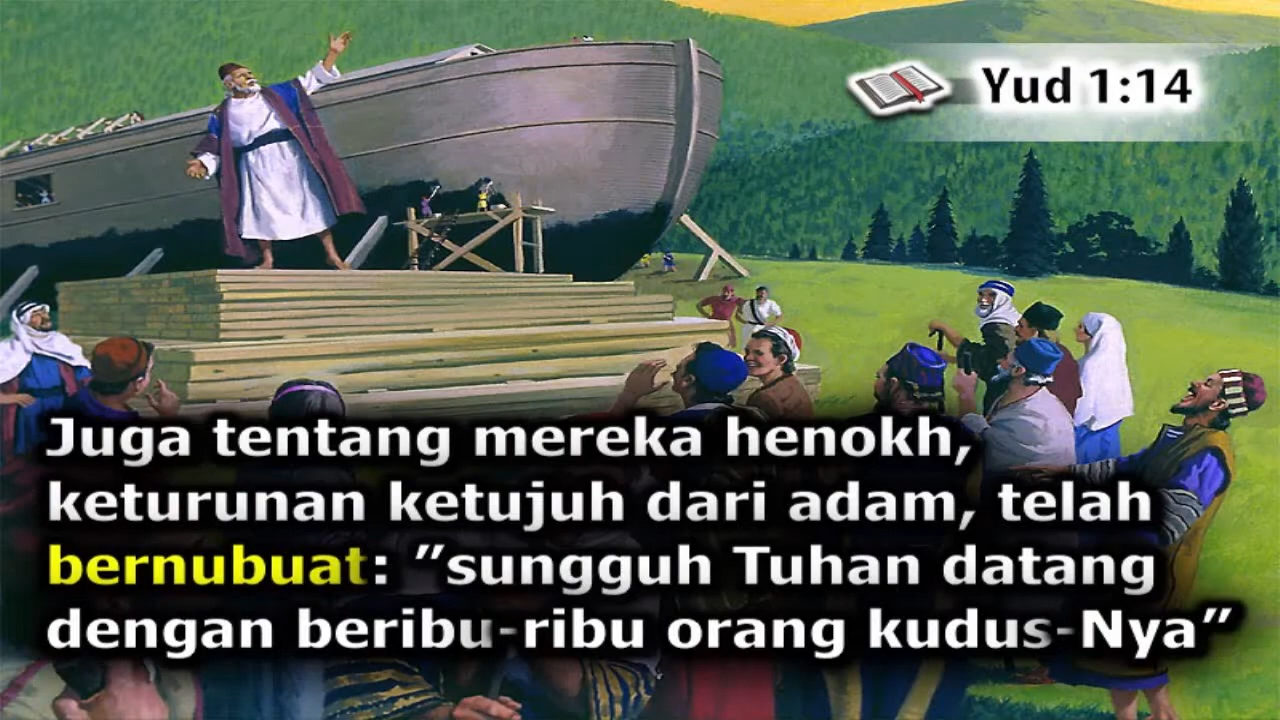 Yud 1:14
Juga tentang mereka henokh,
keturunan ketujuh dari adam, telah
bernubuat: ”sungguh Tuhan datang
dengan beribu-ribu orang kudus-Nya”